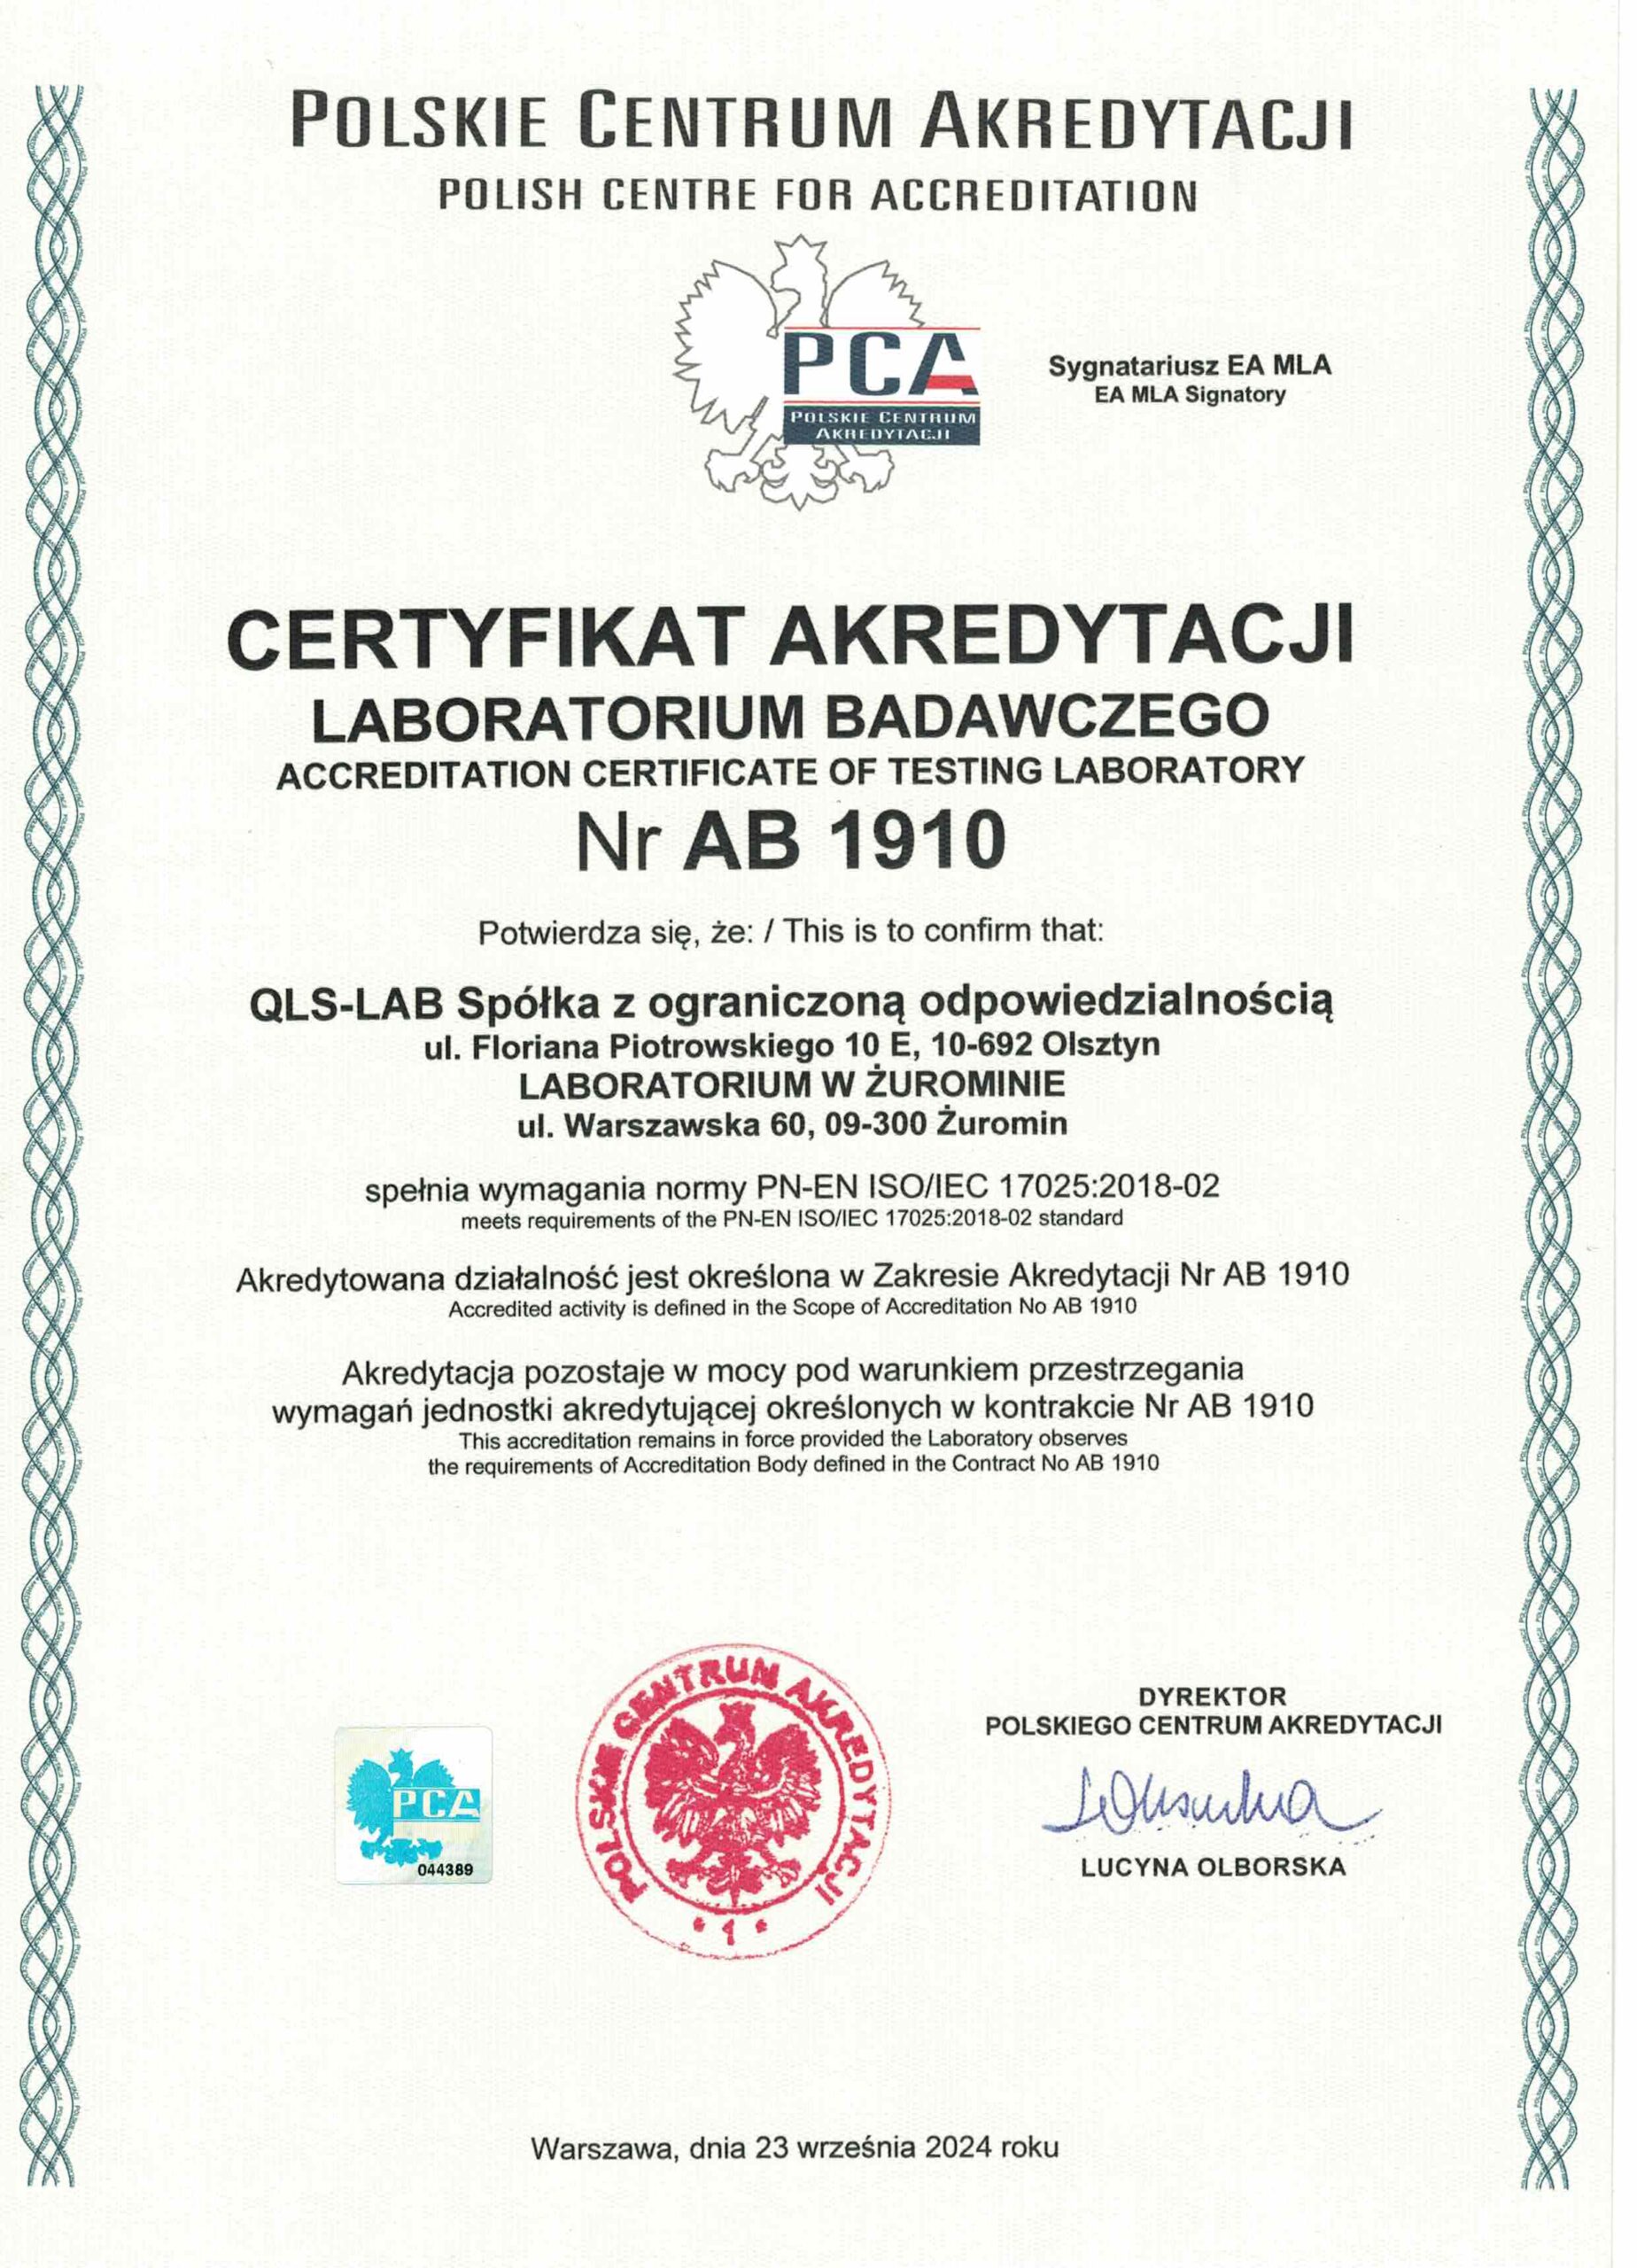 POLSKIE CENTRUM AKREDYTACJI
POLISH CENTRE FOR ACCREDITATION
PCA
POLSKIE CENTRUM
AKREDYTACJI
Sygnatariusz EA MLA
EA MLA Signatory
CERTYFIKAT AKREDYTACJI
LABORATORIUM BADAWCZEGO
ACCREDITATION CERTIFICATE OF TESTING LABORATORY
Nr AB 1910
Potwierdza się, że: / This is to confirm that:
QLS-LAB Spółka z ograniczoną odpowiedzialnością
ul. Floriana Piotrowskiego 10 E, 10-692 Olsztyn
LABORATORIUM W ŻUROMINIE
ul. Warszawska 60, 09-300 Żuromin
spełnia wymagania normy PN-EN ISO/IEC 17025:2018-02
meets requirements of the PN-EN ISO/IEC 17025:2018-02 standard
Akredytowana działalność jest określona w Zakresie Akredytacji Nr AB 1910
Accredited activity is defined in the Scope of Accreditation No AB 1910
Akredytacja pozostaje w mocy pod warunkiem przestrzegania
wymagań jednostki akredytującej określonych w kontrakcie Nr AB 1910
This accreditation remains in force provided the Laboratory observes
the requirements of Accreditation Body defined in the Contract No AB 1910
PCA
044389
POLSKIE CENTRUM AKREDYTACJI
* 1 *
DYREKTOR
POLSKIEGO CENTRUM AKREDYTACJI
LUCYNA OLBORSKA
Warszawa, dnia 23 września 2024 roku